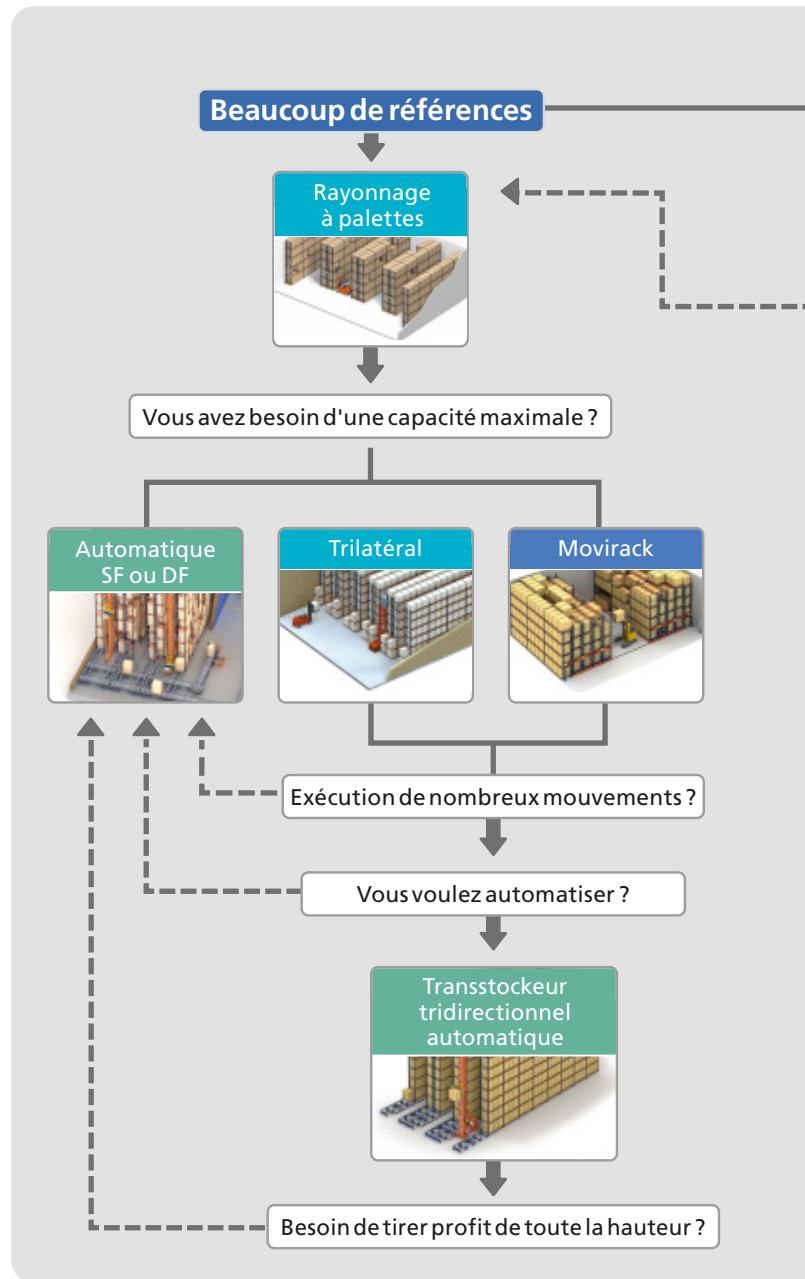 Beaucoup de références
Rayonnage
à palettes
Vous avez besoin d'une capacité maximale ?
Automatique
SF ou DF
Trilatéral
Movirack
Exécution de nombreux mouvements ?
Vous voulez automatiser ?
Transstockeur
tridirectionnel
automatique
Besoin de tirer profit de toute la hauteur ?